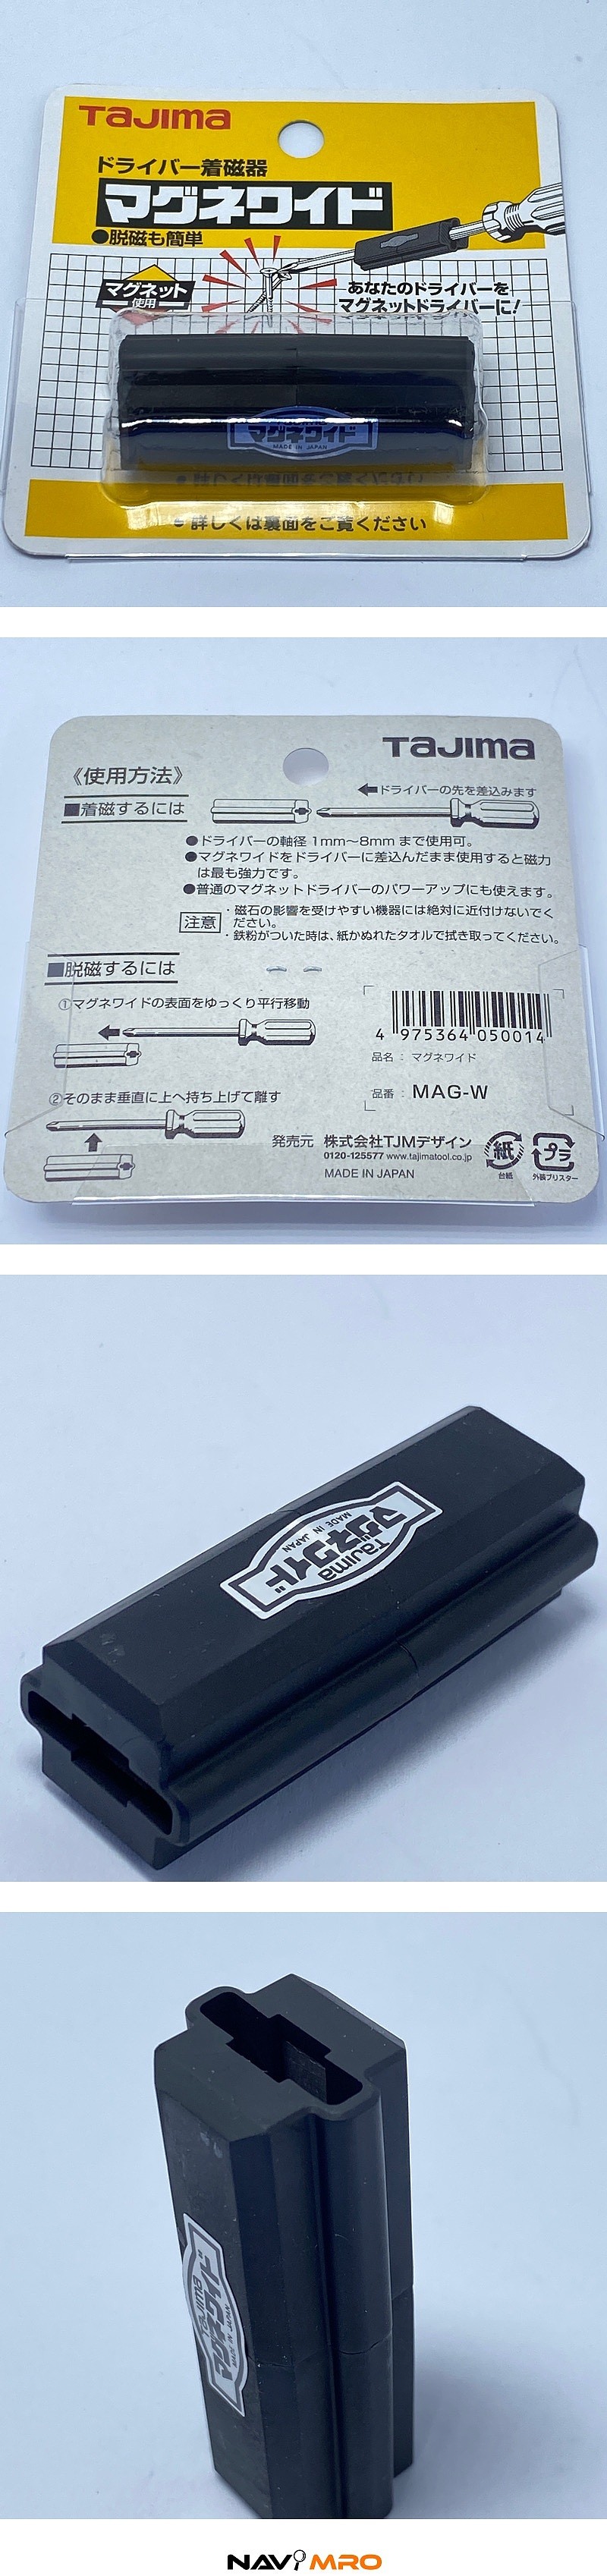 TAJIMA
ドライバー着磁器
マグネワイド
●脱磁も簡単
マグネット
使用
あなたのドライバーを
マグネットドライバーに!
マグネワイド
MADE IN JAPAN
詳しくは裏面をご覧ください
TAJIMA
《使用方法》
■着磁するには
←ドライバーの先を差込みます
●ドライバーの軸径 1mm～8mm まで使用可。
●マグネワイドをドライバーに差込んだまま使用すると磁力
は最も強力です。
●普通のマグネットドライバーのパワーアップにも使えます。
注意
・磁石の影響を受けやすい機器には絶対に近付けないでく
ださい。
・鉄粉がついた時は、紙かぬれたタオルで拭き取ってください。
■脱磁するには
①マグネワイドの表面をゆっくり平行移動
②そのまま垂直に上へ持ち上げて離す
4 975364 050014
品名 : マグネワイド
品番 : MAG-W
発売元 株式会社TJMデザイン
0120-125577 www.tajimatool.co.jp
MADE IN JAPAN
紙
台紙
プラ
外装ブリスター
Tajima
マグネワイド
MADE IN JAPAN
Tajima
マグネワイド
MADE IN JAPAN
NAVIMRO